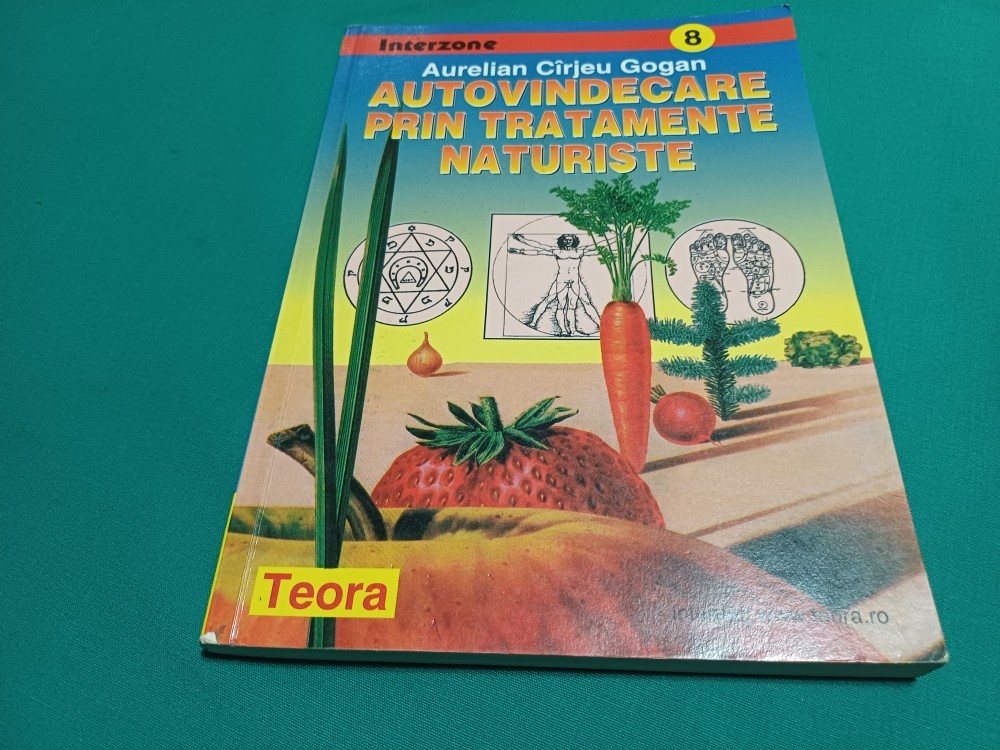 Interzone
8
Aurelian Cîrjeu Gogan
AUTOVINDECARE
PRIN TRATAMENTE
NATURISTE
Teora